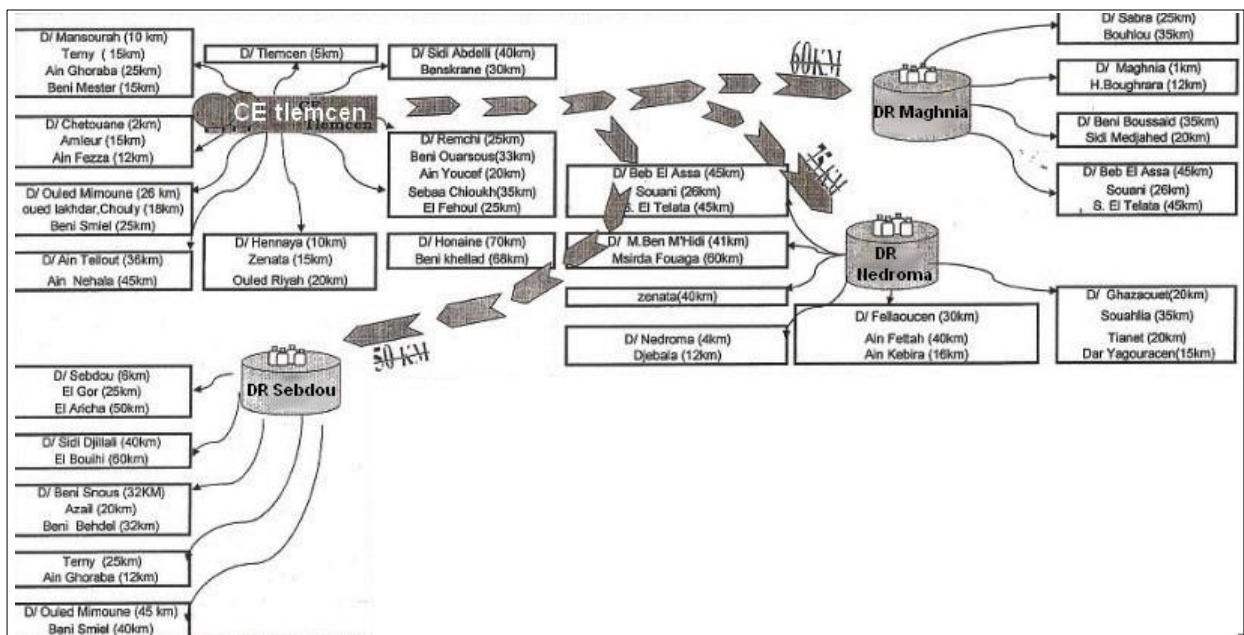 D/ Mansourah (10 km)
Terny ( 15km)
Ain Ghoraba (25km)
Beni Mester (15km)
D/ Tlemcen (5km)
D/ Sidi Abdelli (40km)
Benskrane (30km)
60KM
D/ Sabra (25km)
Bouhlou (35km)
D/ Maghnia (1km)
H.Boughrara (12km)
DR Maghnia
D/ Beni Boussaid (35km)
Sidi Medjahed (20km)
D/ Beb El Assa (45km)
Souani (26km)
S. El Telata (45km)
CE tlemcen
Tlemcen
D/ Chetouane (2km)
Amieur (15km)
Ain Fezza (12km)
D/ Remchi (25km)
Beni Ouarsous(33km)
Ain Youcef (20km)
Sebaa Chioukh(35km)
El Fehoul (25km)
D/ Ouled Mimoune (26 km)
oued lakhdar,Chouly (18km)
Beni Smiel (25km)
D/ Ain Tellout (36km)
Ain Nehala (45km)
D/ Hennaya (10km)
Zenata (15km)
Ouled Riyah (20km)
D/ Honaine (70km)
Beni khellad (68km)
D/ Beb El Assa (45km)
Souani (26km)
S. El Telata (45km)
D/ M.Ben M'Hidi (41km)
Msirda Fouaga (60km)
zenata(40km)
D/ Nedroma (4km)
Djebala (12km)
DR
Nedroma
D/ Fellaoucen (30km)
Ain Fettah (40km)
Ain Kebira (16km)
D/ Ghazaouet(20km)
Souahlia (35km)
Tianet (20km)
Dar Yagouracen(15km)
50 KM
DR Sebdou
D/ Sebdou (6km)
El Gor (25km)
El Aricha (50km)
D/ Sidi Djillali (40km)
El Bouihi (60km)
D/ Beni Snous (32KM)
Azail (20km)
Beni Behdel (32km)
Terny (25km)
Ain Ghoraba (12km)
D/ Ouled Mimoune (45 km)
Beni Smiel (40km)